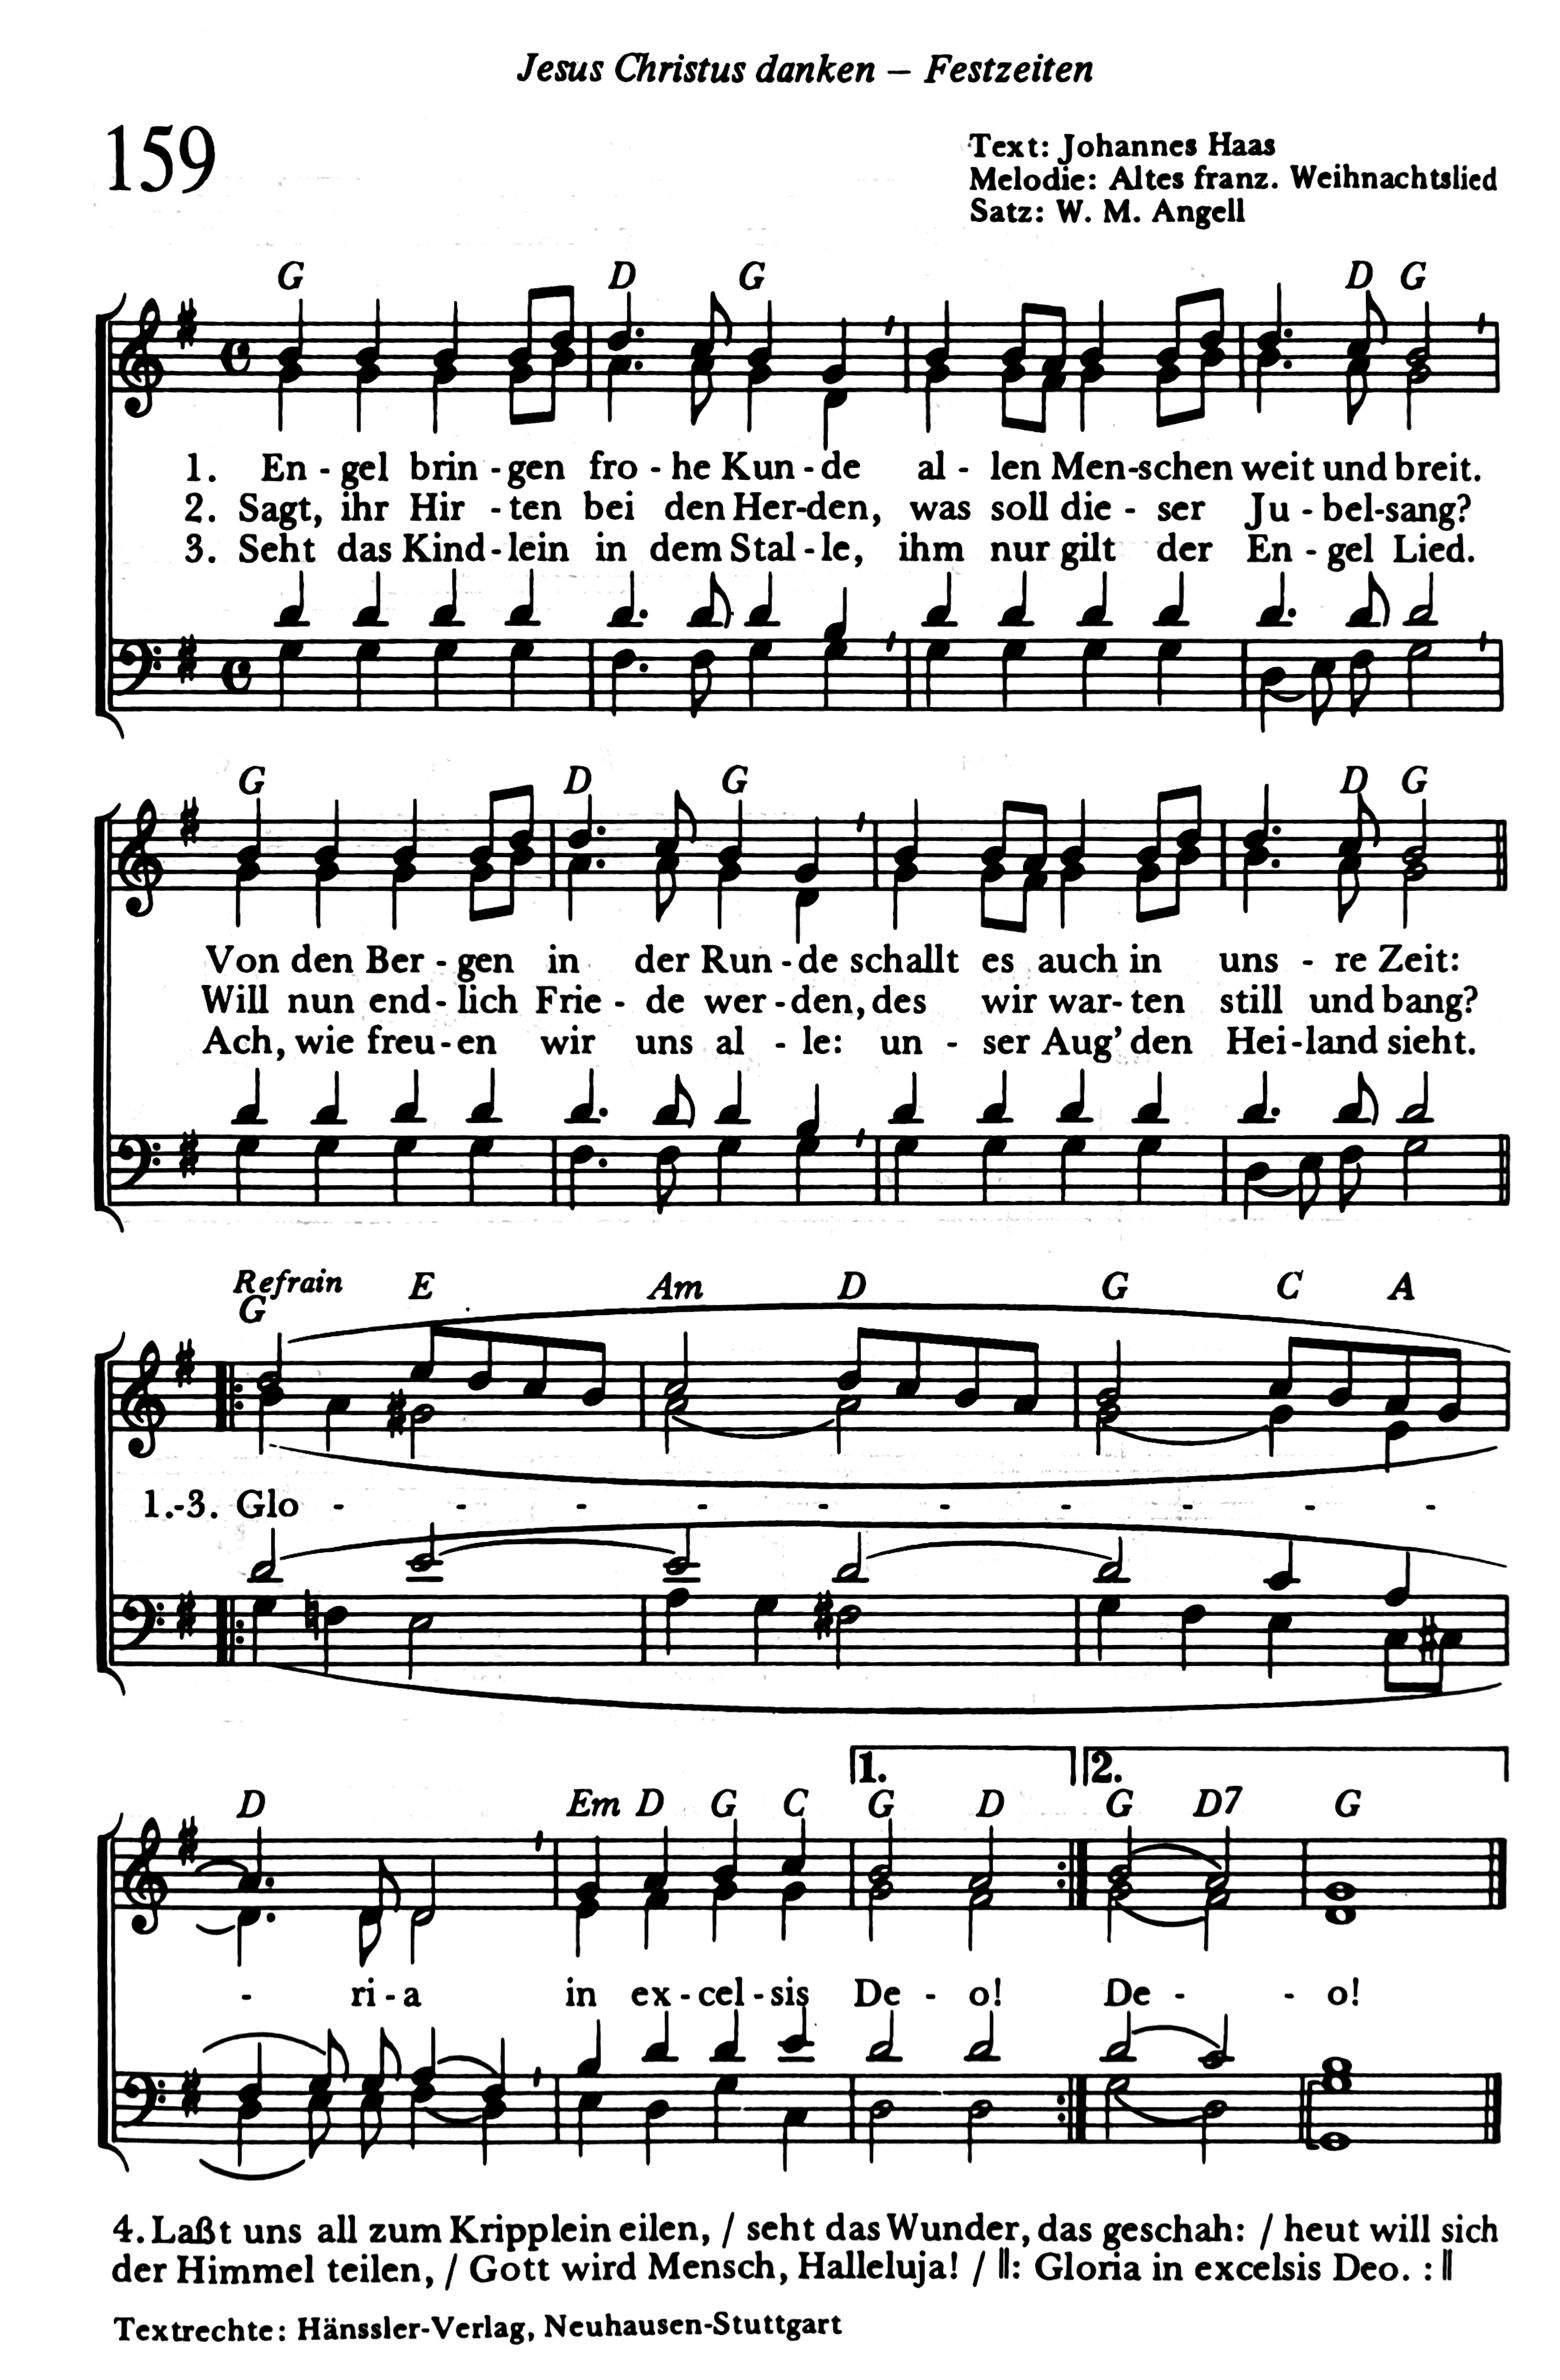 Jesus Christus danken – Festzeiten
159
Text: Johannes Haas
Melodie: Altes franz. Weihnachtslied
Satz: W. M. Angell
G D G D G
1. En - gel brin - gen fro - he Kun - de al - len Men-schen weit und breit.
2. Sagt, ihr Hir - ten bei den Her-den, was soll die - ser Ju - bel-sang?
3. Seht das Kind-lein in dem Stal-le, ihm nur gilt der En - gel Lied.
G D G D G
Von den Ber - gen in der Run-de schallt es auch in uns - re Zeit:
Will nun end-lich Frie - de wer-den, des wir war-ten still und bang?
Ach, wie freu-en wir uns al - le: un - ser Aug' den Hei-land sieht.
Refrain
G E Am D G C A
1.-3. Glo - - - - - - - - - -
1. 2.
D Em D G C G D G D7 G
- ri-a in ex-cel-sis De - o! De - - o!
4. Laßt uns all zum Kripplein eilen, / seht das Wunder, das geschah: / heut will sich
der Himmel teilen, / Gott wird Mensch, Halleluja! / ‖: Gloria in excelsis Deo. :‖
Textrechte: Hänssler-Verlag, Neuhausen-Stuttgart